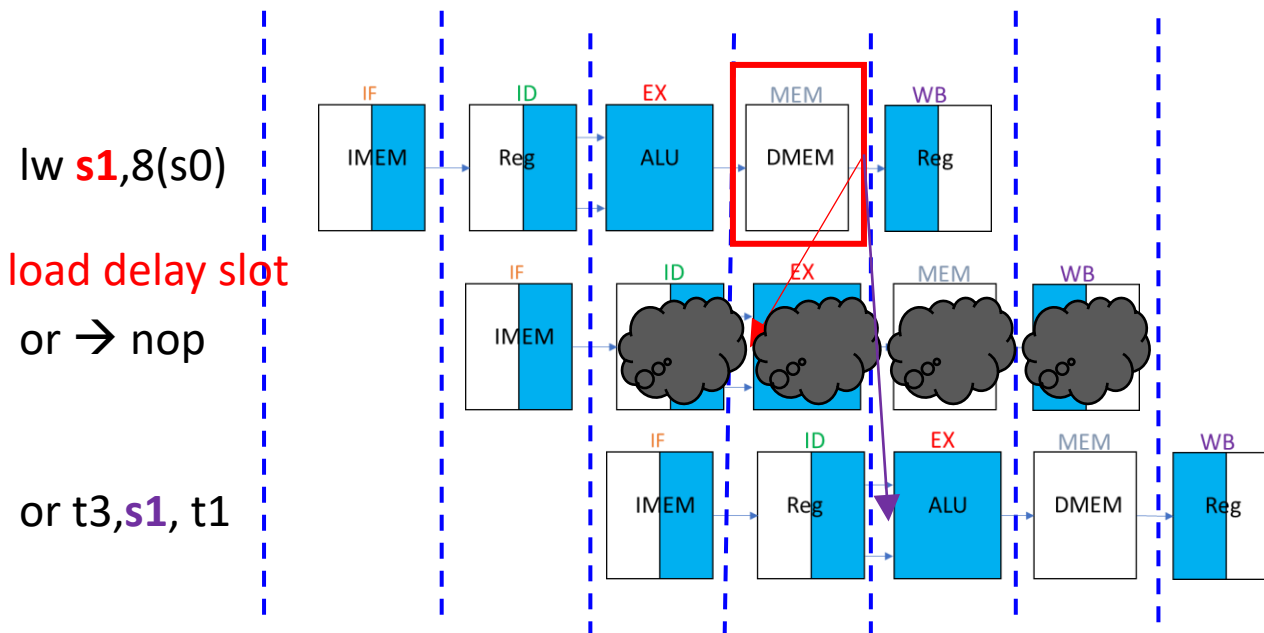 IF ID EX MEM WB
lw s1,8(s0) IMEM Reg ALU DMEM Reg
load delay slot IF ID EX MEM WB
or → nop IMEM
IF ID EX MEM WB
or t3,s1, t1 IMEM Reg ALU DMEM Reg